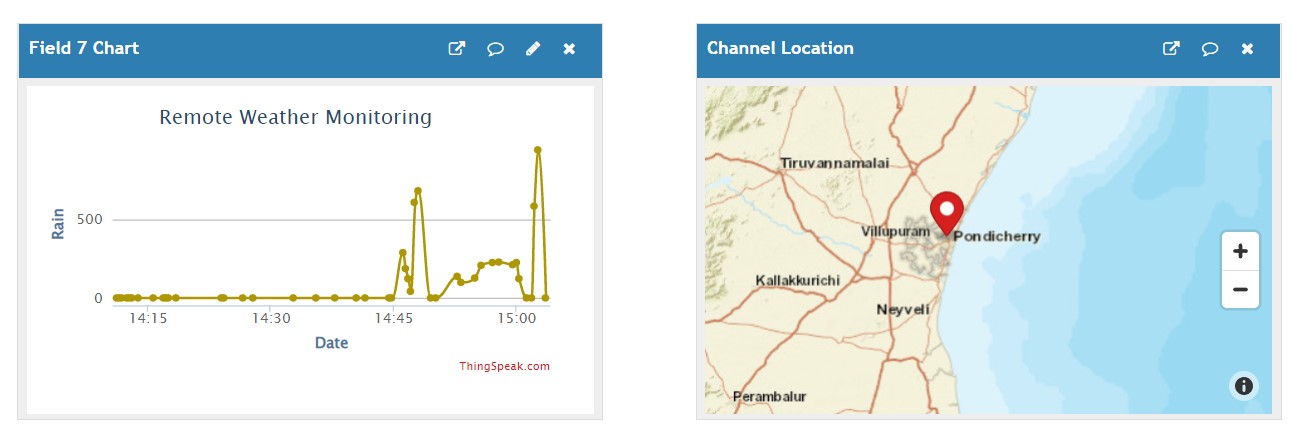 Field 7 Chart
Remote Weather Monitoring
Rain
500
0
14:15 14:30 14:45 15:00
Date
ThingSpeak.com
Channel Location
Tiruvannamalai
Villupuram
Pondicherry
Kallakkurichi
Neyveli
Perambalur
+
−
i